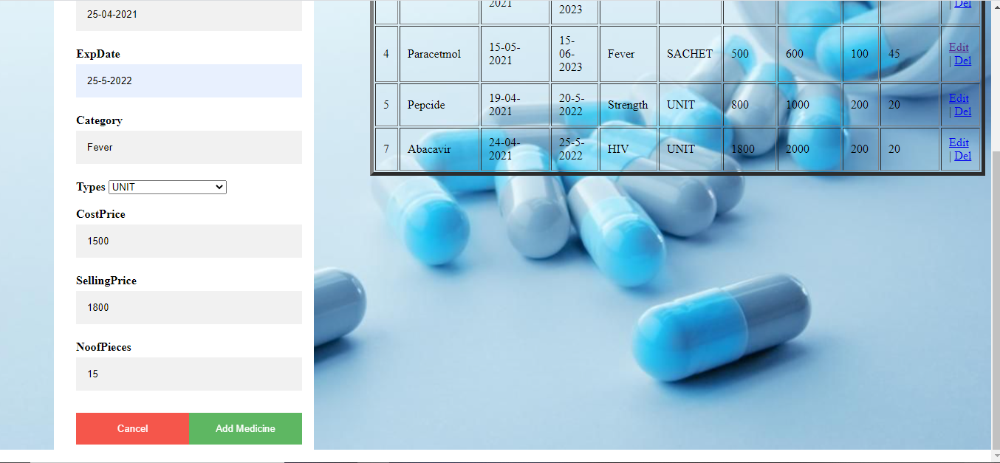 25-04-2021
ExpDate
25-5-2022
Category
Fever
Types UNIT
CostPrice
1500
SellingPrice
1800
NoofPieces
15
Cancel Add Medicine
2021
2023
| Del
4 Paracetmol 15-05-2021 15-06-2023 Fever SACHET 500 600 100 45 Edit | Del
5 Pepcide 19-04-2021 20-5-2022 Strength UNIT 800 1000 200 20 Edit | Del
7 Abacavir 24-04-2021 25-5-2022 HIV UNIT 1800 2000 200 20 Edit | Del